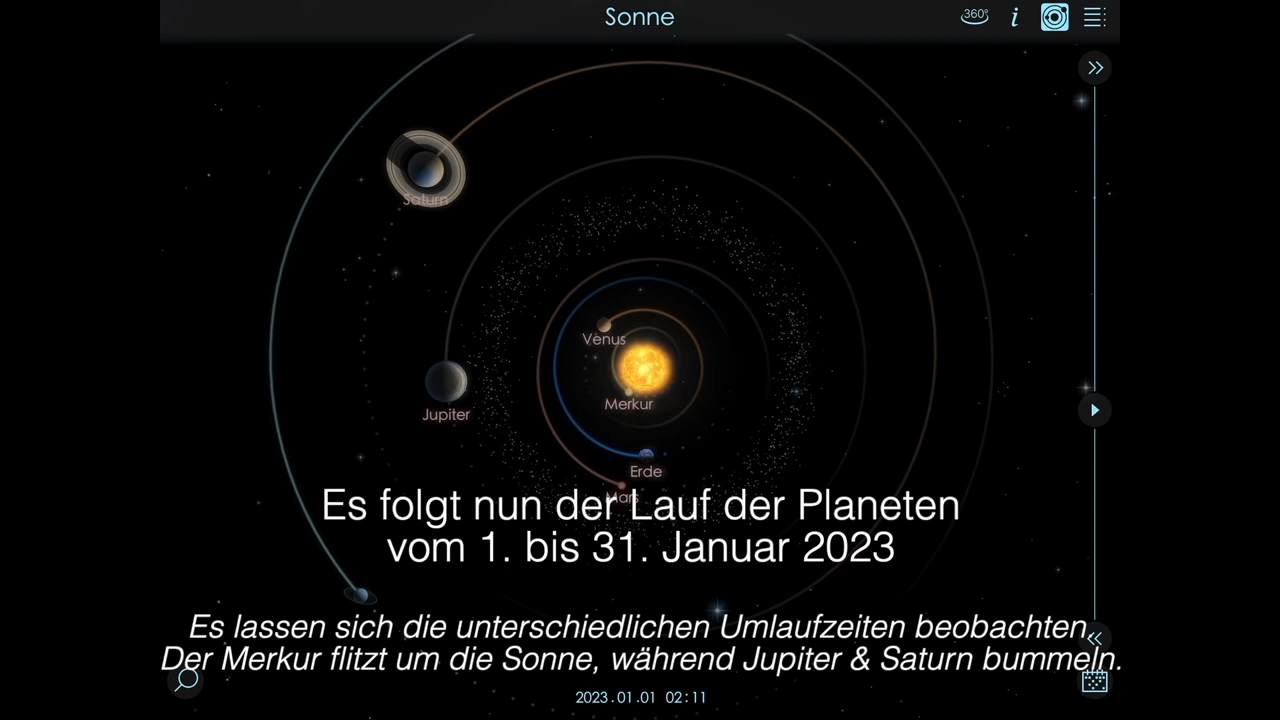 Sonne
360°
i
Saturn
Venus
Merkur
Jupiter
Erde
Mars
Es folgt nun der Lauf der Planeten
vom 1. bis 31. Januar 2023
Es lassen sich die unterschiedlichen Umlaufzeiten beobachten.
Der Merkur flitzt um die Sonne, während Jupiter & Saturn bummeln.
2023.01.01 02:11